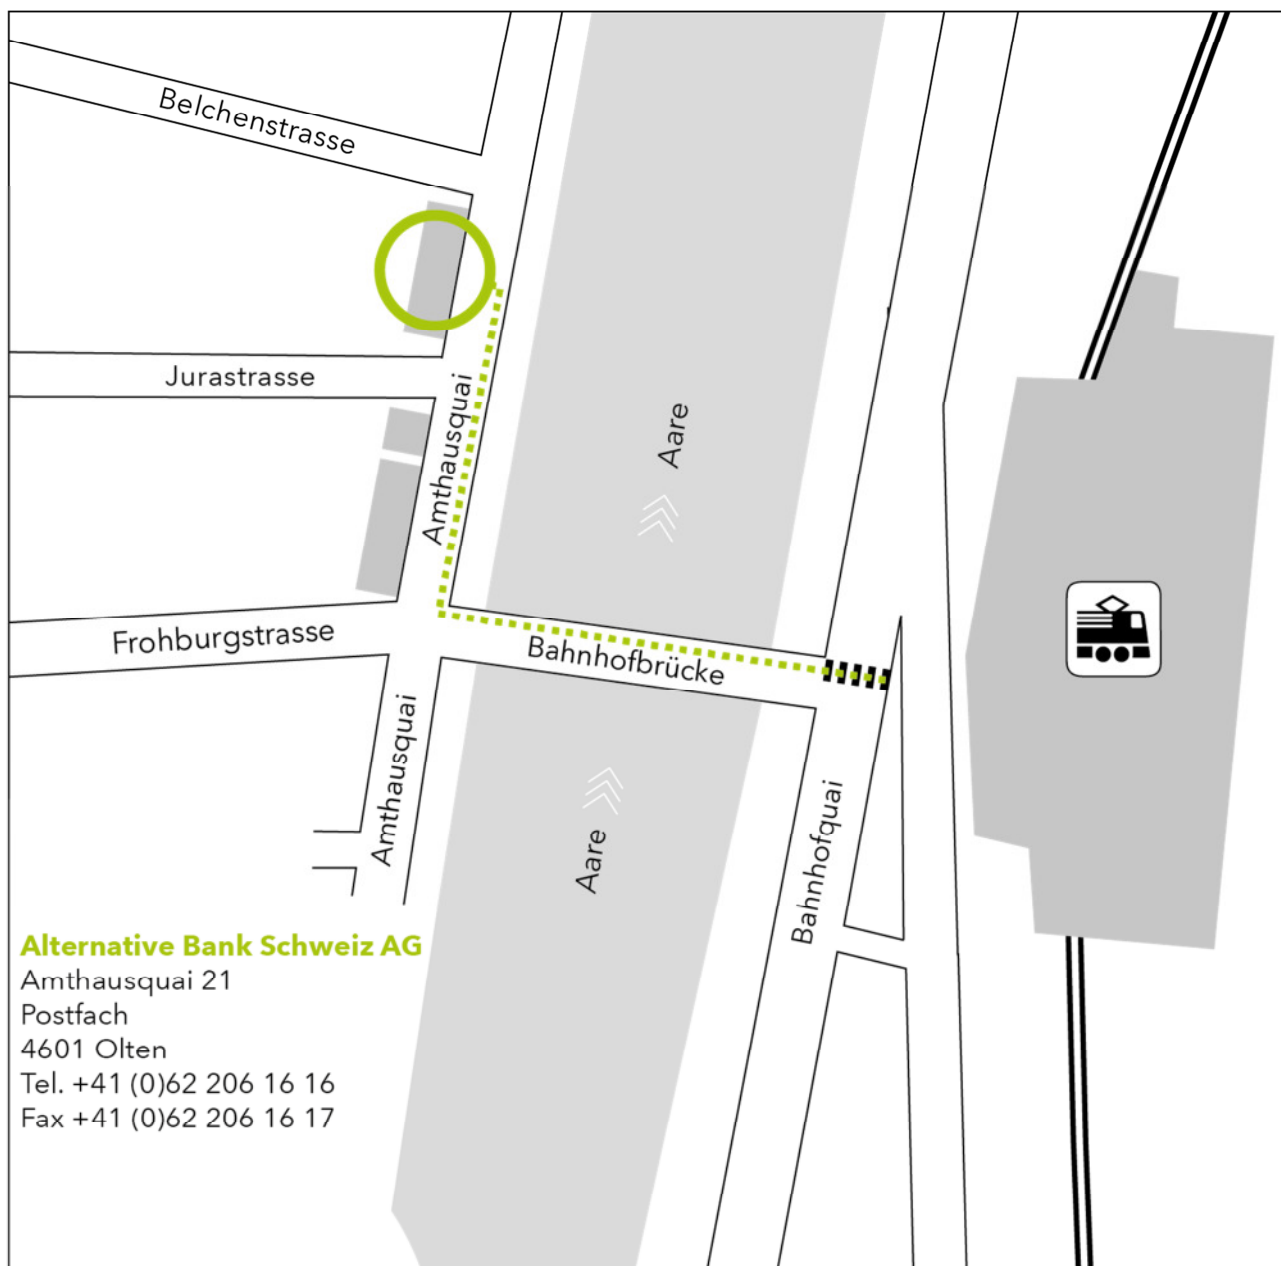 Belchenstrasse
Jurastrasse
Amthausquai
Aare
Frohburgstrasse
Bahnhofbrücke
Amthausquai
Aare
Bahnhofquai
Alternative Bank Schweiz AG
Amthausquai 21
Postfach
4601 Olten
Tel. +41 (0)62 206 16 16
Fax +41 (0)62 206 16 17